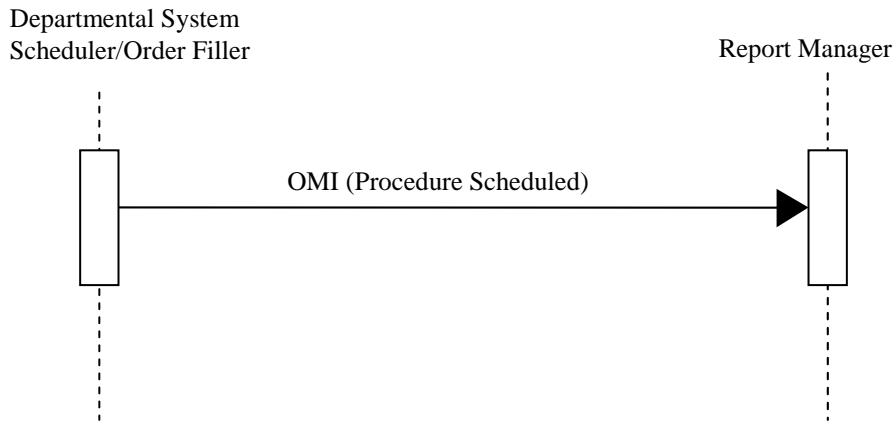 Departmental System
Scheduler/Order Filler
Report Manager
OMI (Procedure Scheduled)